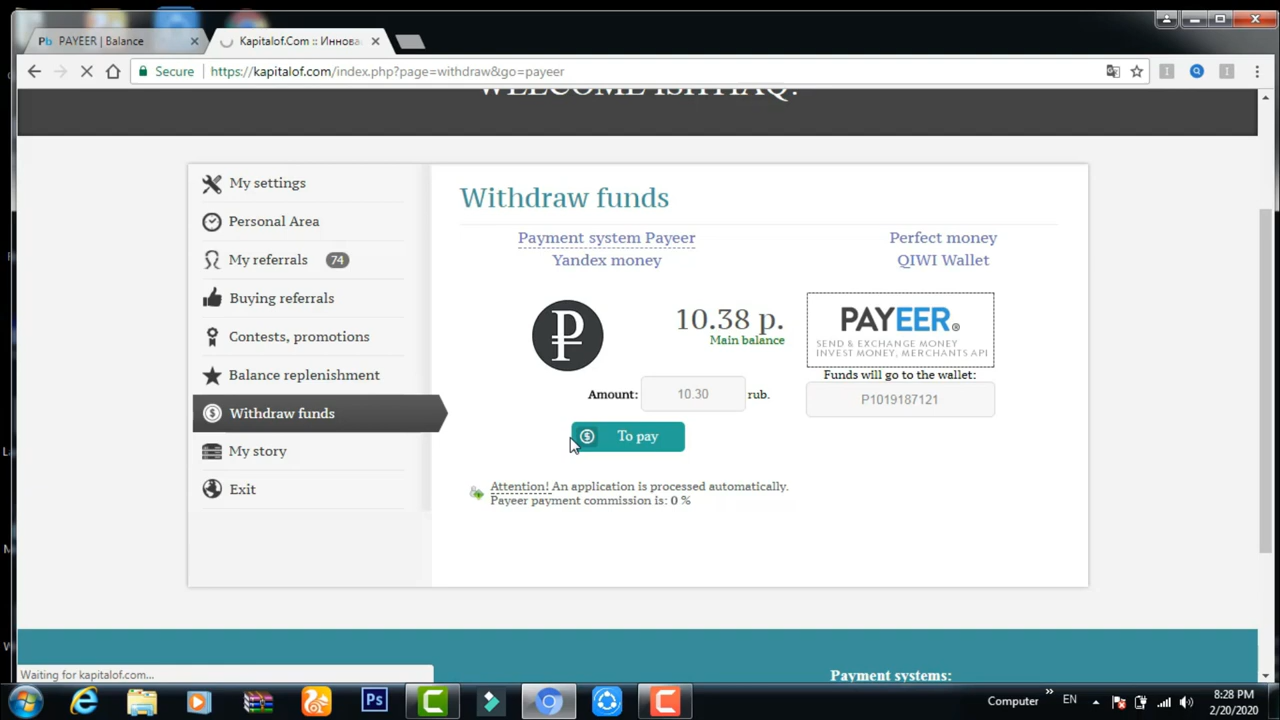 PAYEER | Balance
Kapitalof.Com :: Иннова
Secure https://kapitalof.com/index.php?page=withdraw&go=payeer
WELCOME ISHTIAQ!
My settings
Personal Area
My referrals 74
Buying referrals
Contests, promotions
Balance replenishment
Withdraw funds
My story
Exit
Withdraw funds
Payment system Payeer
Perfect money
Yandex money
QIWI Wallet
10.38 р.
Main balance
PAYEER®
SEND & EXCHANGE MONEY
INVEST MONEY, MERCHANTS API
Funds will go to the wallet:
P1019187121
Amount: 10.30 rub.
To pay
Attention! An application is processed automatically.
Payeer payment commission is: 0 %
Payment systems:
Waiting for kapitalof.com...
Ps
Computer
EN
8:28 PM
2/20/2020